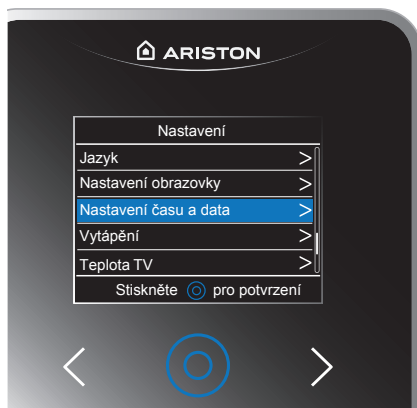 ARISTON
Nastavení
Jazyk >
Nastavení obrazovky >
Nastavení času a data >
Vytápění >
Teplota TV >
Stiskněte pro potvrzení